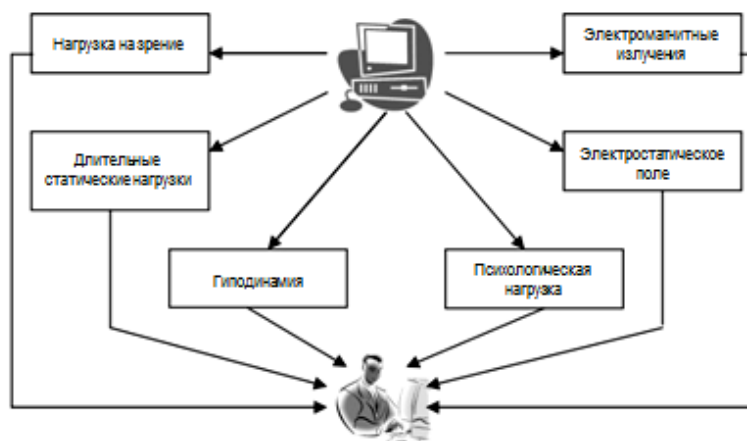 Нагрузка на зрение
Электромагнитные
излучения
Длительные
статические нагрузки
Электростатическое
поле
Гиподинамия
Психологическая
нагрузка